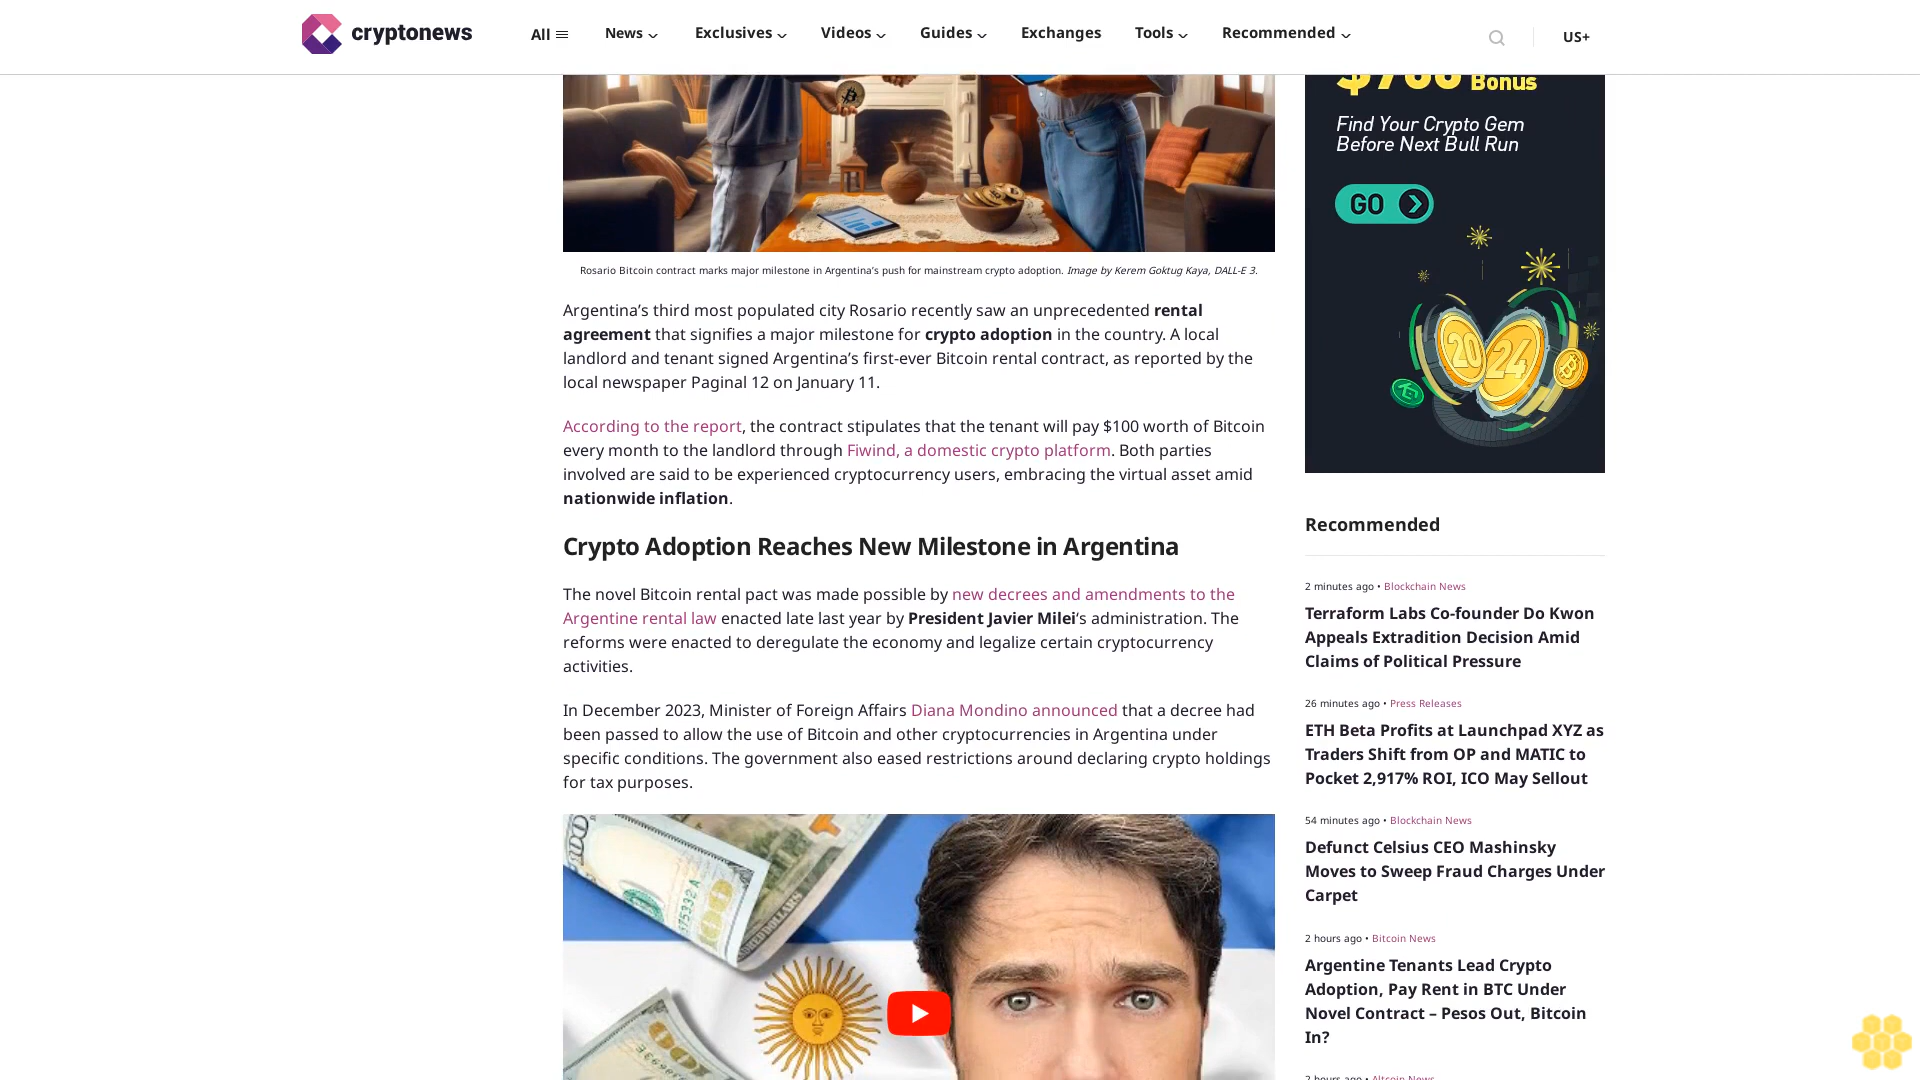 cryptonews
All
News
Exclusives
Videos
Guides
Exchanges
Tools
Recommended
US+
$700 Bonus
Find Your Crypto Gem
Before Next Bull Run
GO
2024
Rosario Bitcoin contract marks major milestone in Argentina's push for mainstream crypto adoption. Image by Kerem Goktug Kaya, DALL-E 3.
Argentina’s third most populated city Rosario recently saw an unprecedented rental
agreement that signifies a major milestone for crypto adoption in the country. A local
landlord and tenant signed Argentina’s first-ever Bitcoin rental contract, as reported by the
local newspaper Paginal 12 on January 11.
According to the report, the contract stipulates that the tenant will pay $100 worth of Bitcoin
every month to the landlord through Fiwind, a domestic crypto platform. Both parties
involved are said to be experienced cryptocurrency users, embracing the virtual asset amid
nationwide inflation.
Crypto Adoption Reaches New Milestone in Argentina
The novel Bitcoin rental pact was made possible by new decrees and amendments to the
Argentine rental law enacted late last year by President Javier Milei‘s administration. The
reforms were enacted to deregulate the economy and legalize certain cryptocurrency
activities.
In December 2023, Minister of Foreign Affairs Diana Mondino announced that a decree had
been passed to allow the use of Bitcoin and other cryptocurrencies in Argentina under
specific conditions. The government also eased restrictions around declaring crypto holdings
for tax purposes.
Recommended
2 minutes ago • Blockchain News
Terraform Labs Co-founder Do Kwon
Appeals Extradition Decision Amid
Claims of Political Pressure
26 minutes ago • Press Releases
ETH Beta Profits at Launchpad XYZ as
Traders Shift from OP and MATIC to
Pocket 2,917% ROI, ICO May Sellout
54 minutes ago • Blockchain News
Defunct Celsius CEO Mashinsky
Moves to Sweep Fraud Charges Under
Carpet
2 hours ago • Bitcoin News
Argentine Tenants Lead Crypto
Adoption, Pay Rent in BTC Under
Novel Contract – Pesos Out, Bitcoin
In?
2 hours ago • Altcoin News